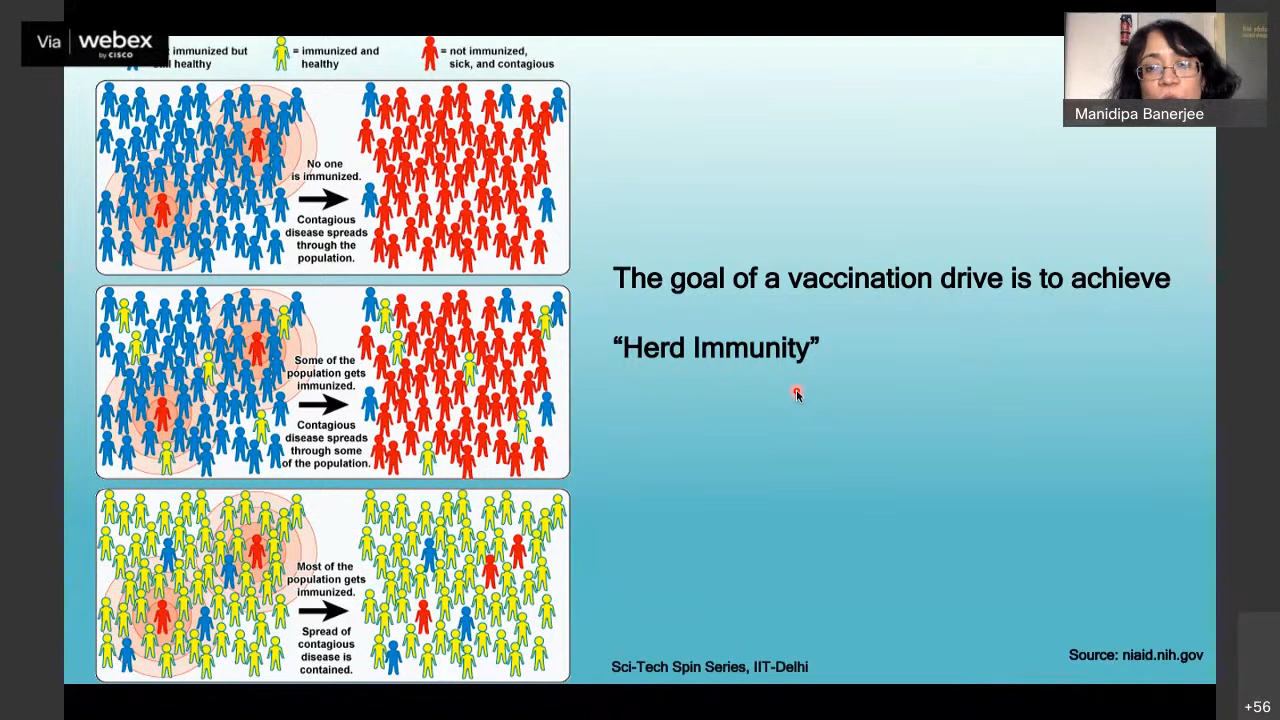 Via webex
by CISCO
immunized but
healthy
= immunized and
healthy
= not immunized,
sick, and contagious
Manidipa Banerjee
No one
is immunized.
Contagious
disease spreads
through the
population.
The goal of a vaccination drive is to achieve
“Herd Immunity”
Some of the
population gets
immunized.
Contagious
disease spreads
through some
of the population.
Most of the
population gets
immunized.
Spread of
contagious
disease is
contained.
Sci-Tech Spin Series, IIT-Delhi
Source: niaid.nih.gov
+56